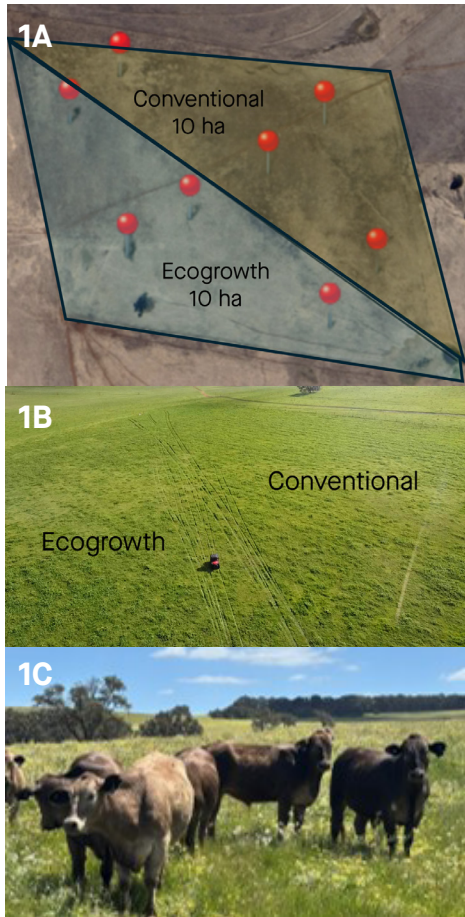 1A
Conventional
10 ha
Ecogrowth
10 ha
1B
Conventional
Ecogrowth
1C